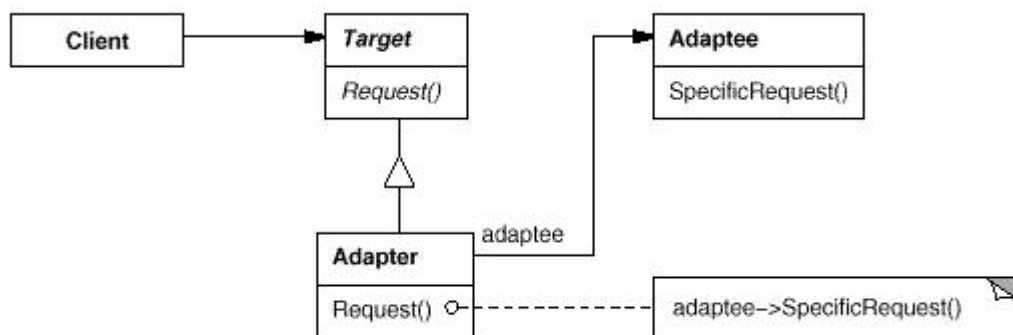 Client
Target
Request()
Adaptee
SpecificRequest()
adaptee
Adapter
Request()
adaptee–>SpecificRequest()